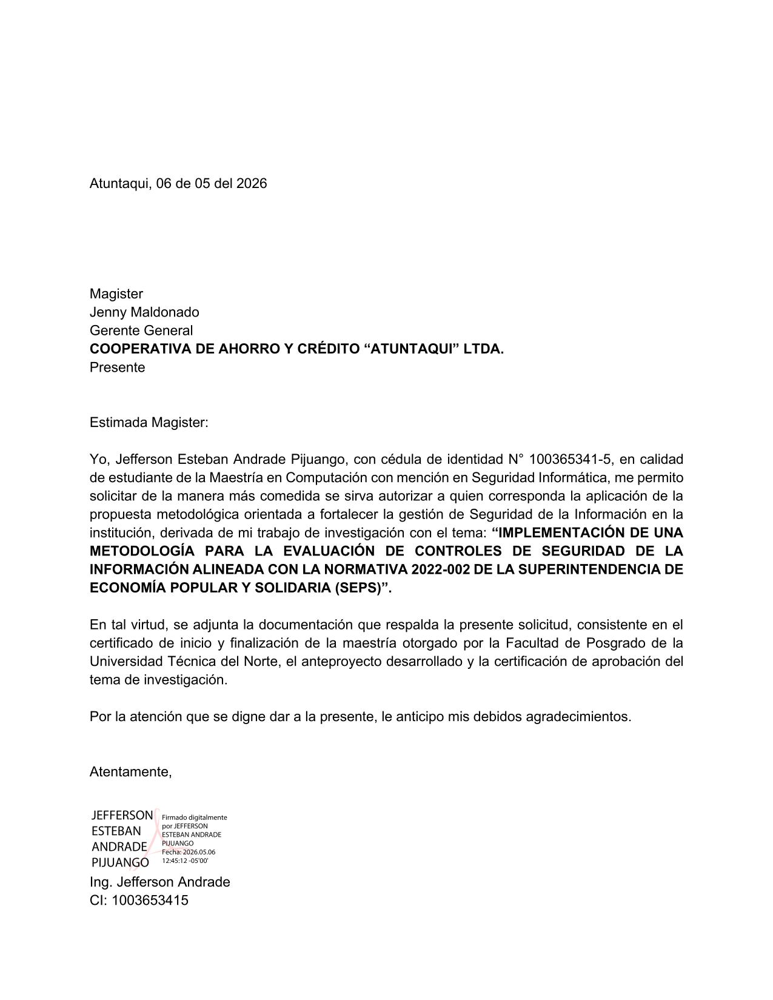 Atuntaqui, 06 de 05 del 2026
Magister
Jenny Maldonado
Gerente General
COOPERATIVA DE AHORRO Y CRÉDITO “ATUNTAQUI” LTDA.
Presente
Estimada Magister:
Yo, Jefferson Esteban Andrade Pijuango, con cédula de identidad N° 100365341-5, en calidad
de estudiante de la Maestría en Computación con mención en Seguridad Informática, me permito
solicitar de la manera más comedida se sirva autorizar a quien corresponda la aplicación de la
propuesta metodológica orientada a fortalecer la gestión de Seguridad de la Información en la
institución, derivada de mi trabajo de investigación con el tema: “IMPLEMENTACIÓN DE UNA
METODOLOGÍA PARA LA EVALUACIÓN DE CONTROLES DE SEGURIDAD DE LA
INFORMACIÓN ALINEADA CON LA NORMATIVA 2022-002 DE LA SUPERINTENDENCIA DE
ECONOMÍA POPULAR Y SOLIDARIA (SEPS)”.
En tal virtud, se adjunta la documentación que respalda la presente solicitud, consistente en el
certificado de inicio y finalización de la maestría otorgado por la Facultad de Posgrado de la
Universidad Técnica del Norte, el anteproyecto desarrollado y la certificación de aprobación del
tema de investigación.
Por la atención que se digne dar a la presente, le anticipo mis debidos agradecimientos.
Atentamente,
JEFFERSON
ESTEBAN
ANDRADE
PIJUANGO
Firmado digitalmente
por JEFFERSON
ESTEBAN ANDRADE
PIJUANGO
Fecha: 2026.05.06
12:45:12 -05'00'
Ing. Jefferson Andrade
CI: 1003653415